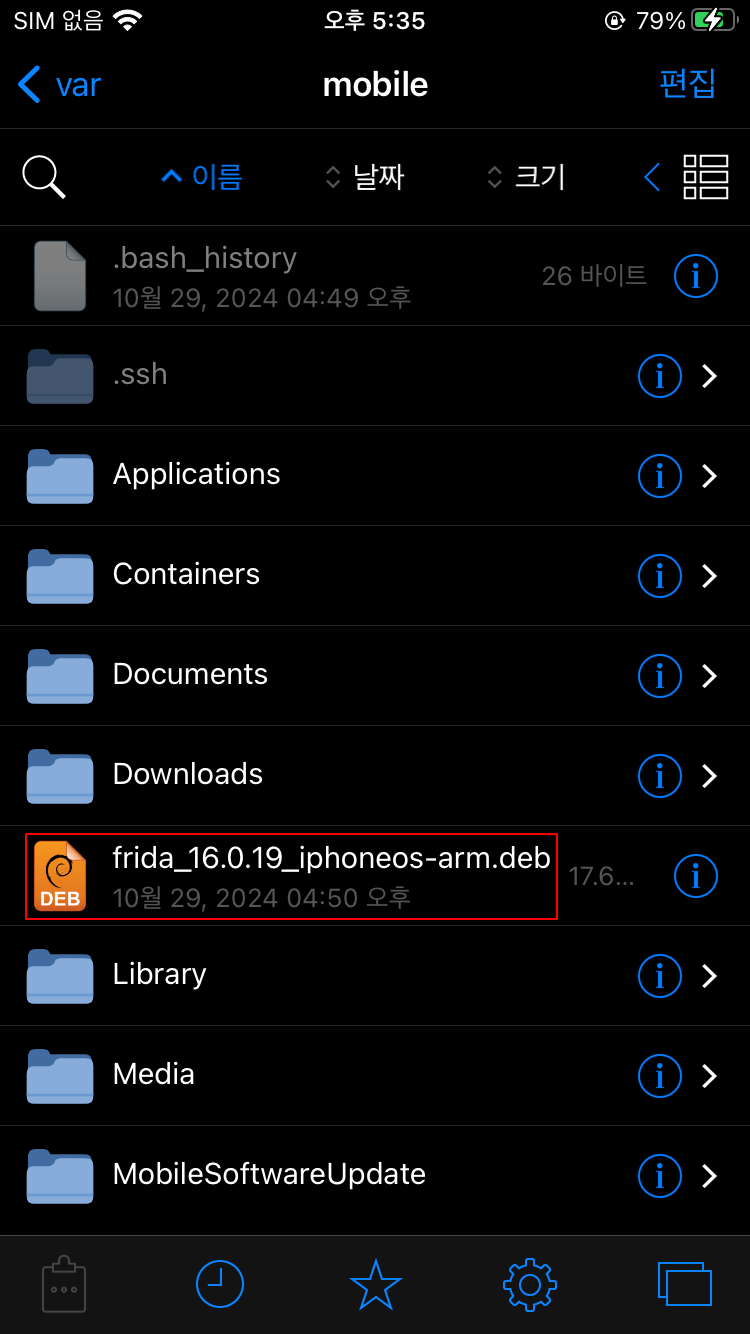 SIM 없음 오후 5:35 79%
var mobile 편집
이름 날짜 크기
.bash_history
26 바이트
10월 29, 2024 04:49 오후
.ssh
Applications
Containers
Documents
Downloads
frida_16.0.19_iphoneos-arm.deb
17.6...
DEB
10월 29, 2024 04:50 오후
Library
Media
MobileSoftwareUpdate